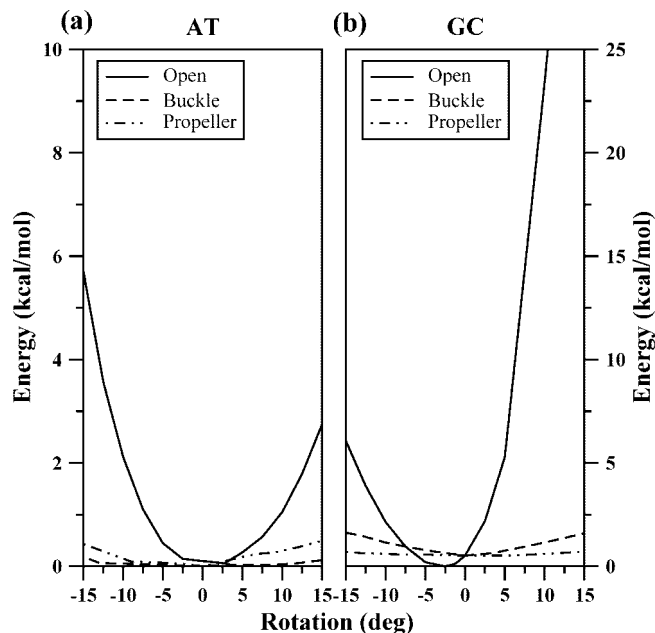 (a) AT (b) GC
10 25
Open Open
Buckle Buckle
Propeller Propeller
8 20
6 15
Energy (kcal/mol) Energy (kcal/mol)
4 10
2 5
0 0
-15 -10 -5 0 5 10 15 -15 -10 -5 0 5 10 15
Rotation (deg)